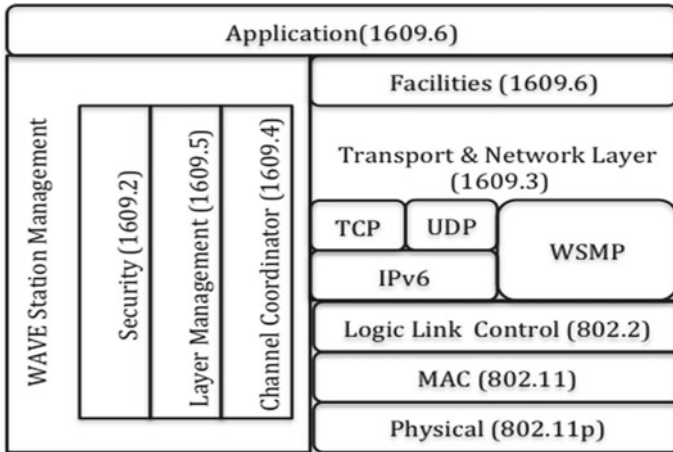 Application(1609.6)
WAVE Station Management
Security (1609.2)
Layer Management (1609.5)
Channel Coordinator (1609.4)
Facilities (1609.6)
Transport & Network Layer
(1609.3)
TCP
UDP
WSMP
IPv6
Logic Link Control (802.2)
MAC (802.11)
Physical (802.11p)